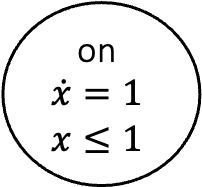 on
ẋ = 1
x ≤ 1